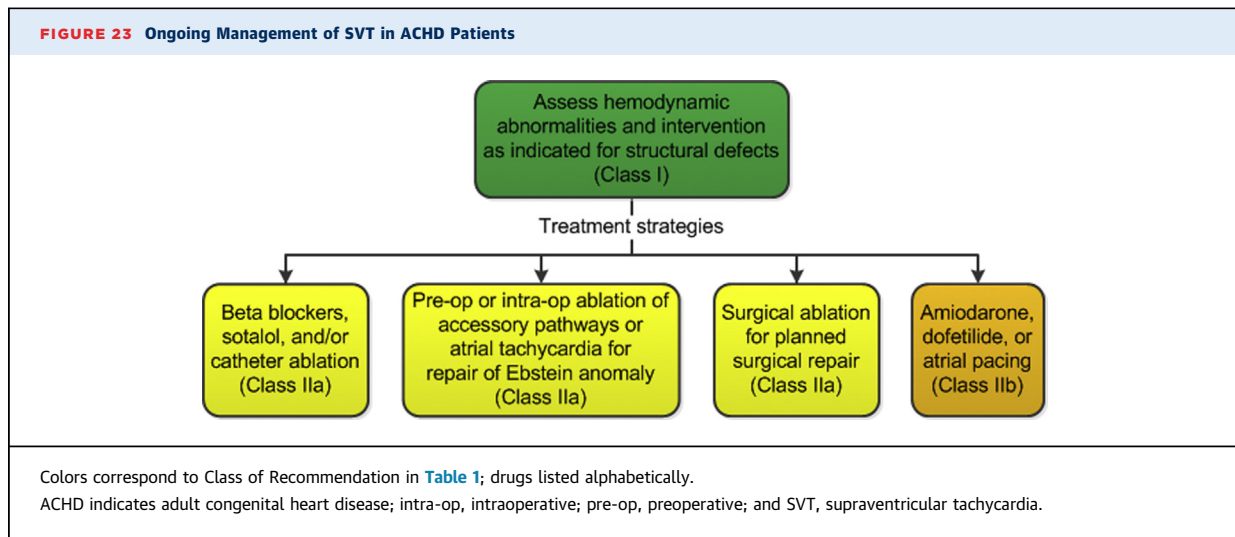 FIGURE 23 Ongoing Management of SVT in ACHD Patients
Assess hemodynamic
abnormalities and intervention
as indicated for structural defects
(Class I)
Treatment strategies
Beta blockers,
sotalol, and/or
catheter ablation
(Class IIa)
Pre-op or intra-op ablation of
accessory pathways or
atrial tachycardia for
repair of Ebstein anomaly
(Class IIa)
Surgical ablation
for planned
surgical repair
(Class IIa)
Amiodarone,
dofetilide, or
atrial pacing
(Class IIb)
Colors correspond to Class of Recommendation in Table 1; drugs listed alphabetically.
ACHD indicates adult congenital heart disease; intra-op, intraoperative; pre-op, preoperative; and SVT, supraventricular tachycardia.